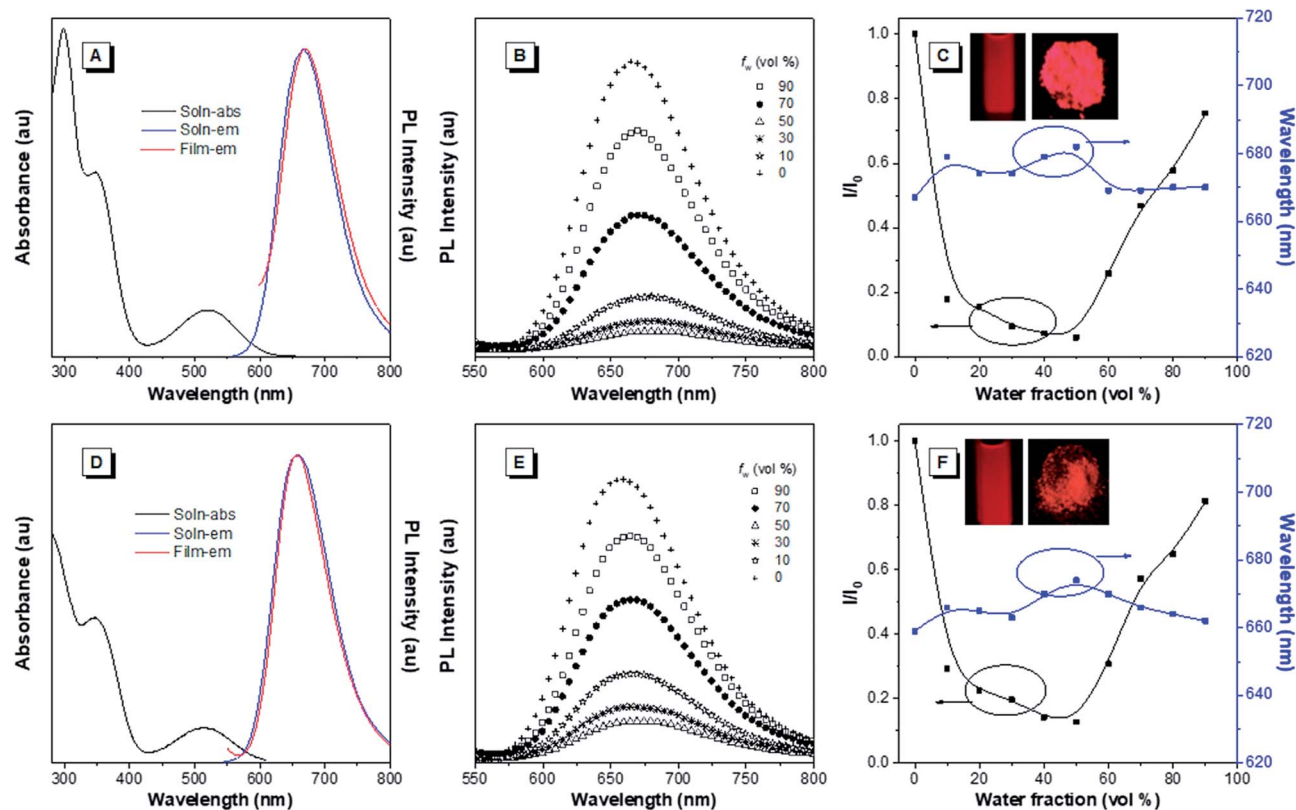 A
Soln-abs
Soln-em
Film-em
Absorbance (au)
PL Intensity (au)
300 400 500 600 700 800
Wavelength (nm)
B
fw (vol %)
90
70
50
30
10
0
PL Intensity (au)
550 600 650 700 750 800
Wavelength (nm)
C
I/I0
1.0
0.8
0.6
0.4
0.2
0.0
720
700
680
660
640
620
Wavelength (nm)
0 20 40 60 80 100
Water fraction (vol %)
D
Soln-abs
Soln-em
Film-em
Absorbance (au)
PL Intensity (au)
300 400 500 600 700 800
Wavelength (nm)
E
fw (vol %)
90
70
50
30
10
0
PL Intensity (au)
550 600 650 700 750 800
Wavelength (nm)
F
I/I0
1.0
0.8
0.6
0.4
0.2
0.0
720
700
680
660
640
620
Wavelength (nm)
0 20 40 60 80 100
Water fraction (vol %)